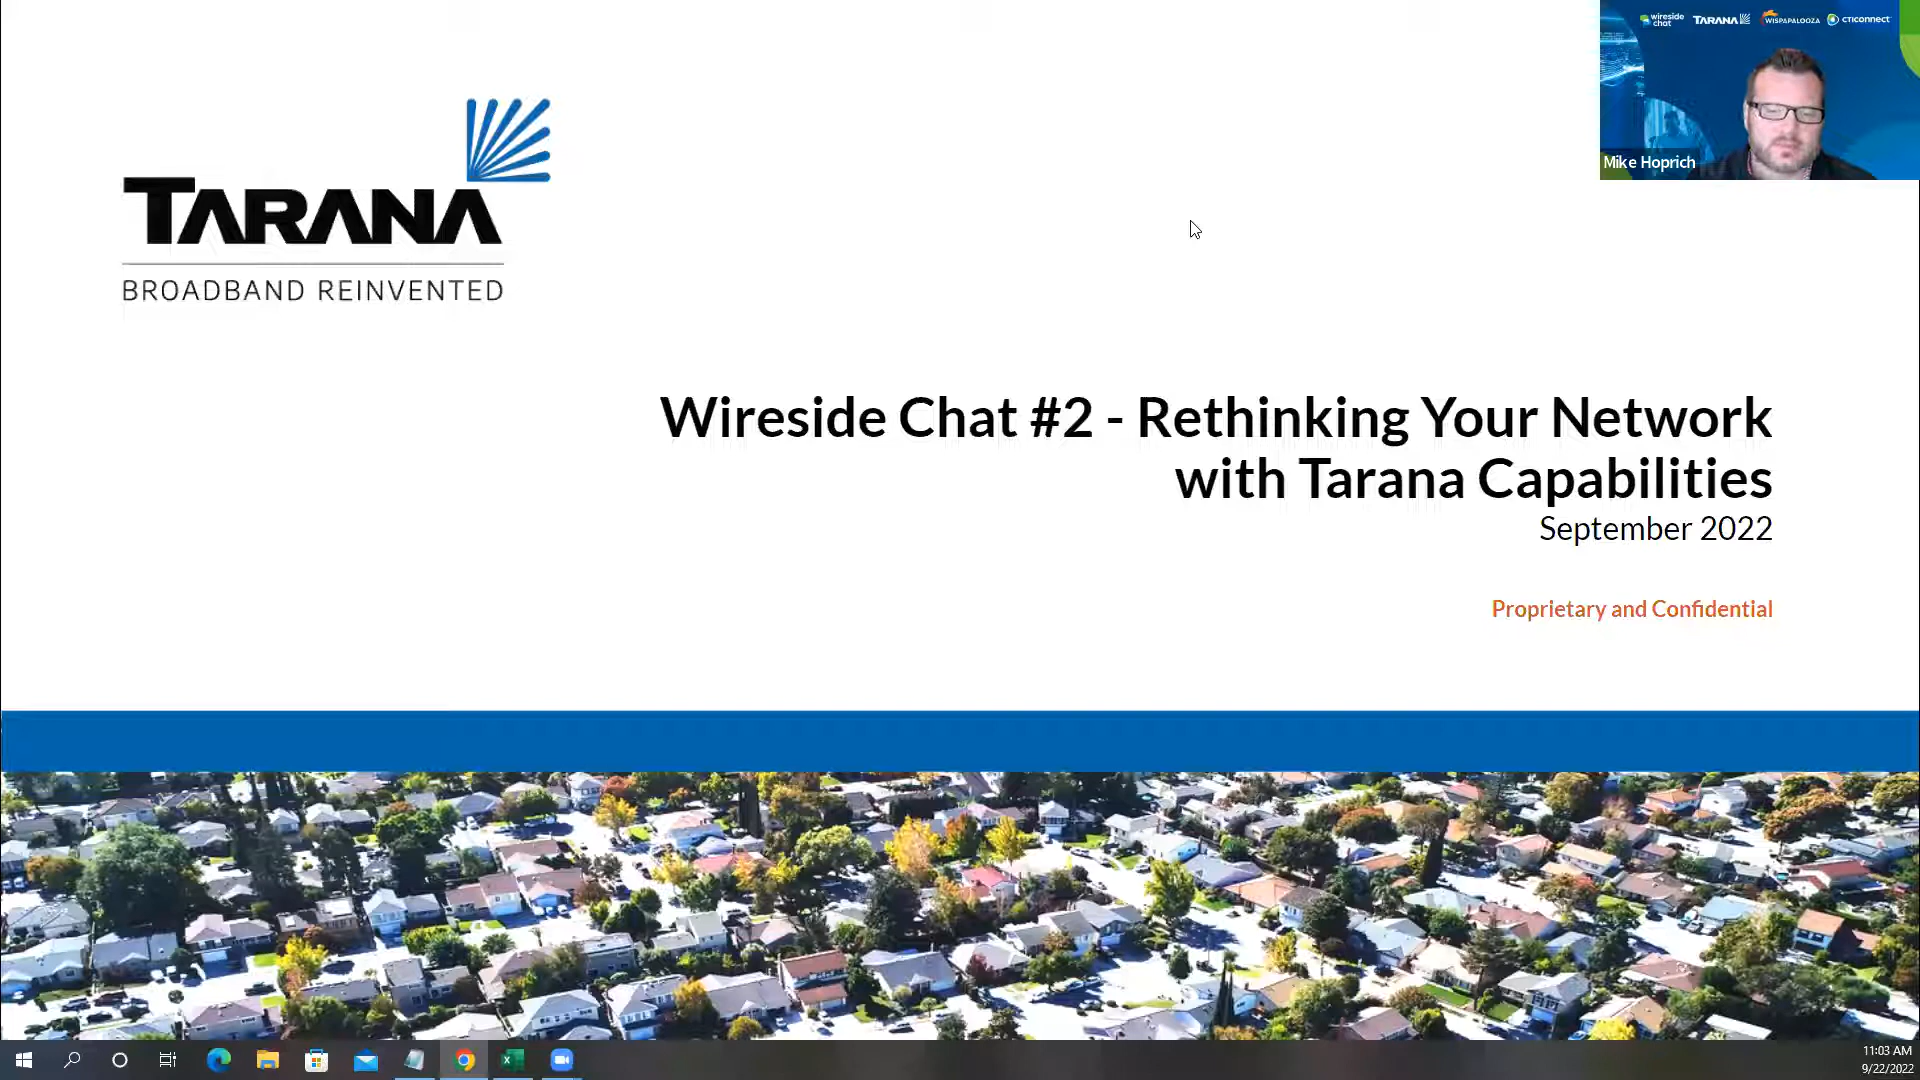 wireside chat
TARANA
WISPAPALOOZA
CTICONNECT
Mike Hoprich
TARANA
BROADBAND REINVENTED
Wireside Chat #2 - Rethinking Your Network
with Tarana Capabilities
September 2022
Proprietary and Confidential
11:03 AM
9/22/2022